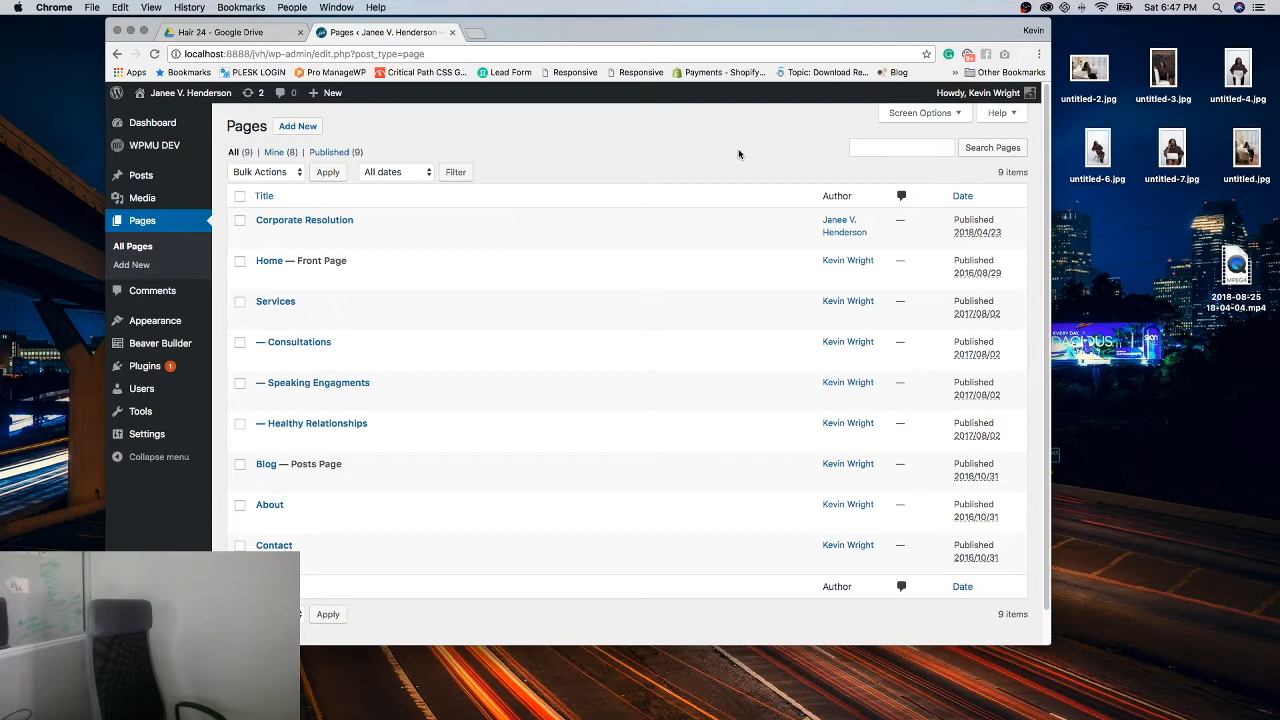 Chrome File Edit View History Bookmarks People Window Help Sat 6:47 PM
Hair 24 - Google Drive Pages ‹ Janee V. Henderson — Kevin
localhost:8888/jvh/wp-admin/edit.php?post_type=page
Apps Bookmarks PLESK LOGIN Pro ManageWP Critical Path CSS G... Lead Form Responsive Responsive Payments - Shopify... Topic: Download Re... Blog » Other Bookmarks
Janee V. Henderson 2 0 + New Howdy, Kevin Wright
Screen Options Help
Dashboard
WPMU DEV
Posts
Media
Pages
All Pages
Add New
Comments
Appearance
Beaver Builder
Plugins 1
Users
Tools
Settings
Collapse menu
Pages Add New
All (9) | Mine (8) | Published (9)
Search Pages
Bulk Actions Apply All dates Filter 9 items
Title Author Date
Corporate Resolution Janee V. Henderson — Published 2018/04/23
Home — Front Page Kevin Wright — Published 2016/08/29
Services Kevin Wright — Published 2017/08/02
— Consultations Kevin Wright — Published 2017/08/02
— Speaking Engagments Kevin Wright — Published 2017/08/02
— Healthy Relationships Kevin Wright — Published 2017/08/02
Blog — Posts Page Kevin Wright — Published 2016/10/31
About Kevin Wright — Published 2016/10/31
Contact Kevin Wright — Published 2016/10/31
Author Date
Apply 9 items
untitled-2.jpg untitled-3.jpg untitled-4.jpg
untitled-6.jpg untitled-7.jpg untitled.jpg
MPEG4
2018-08-25
18-04-04.mp4